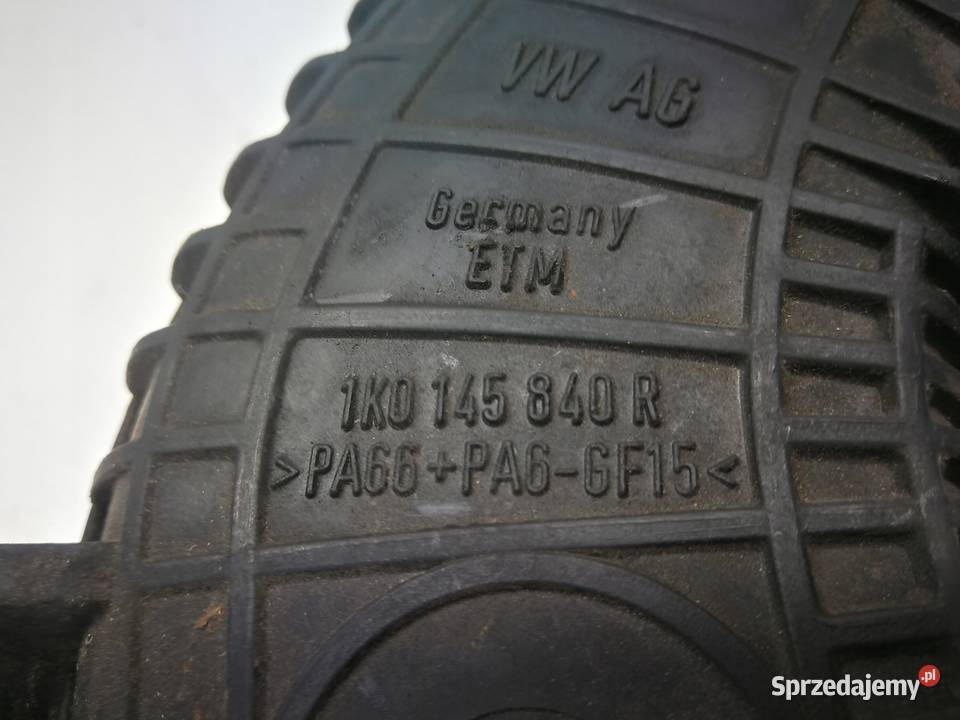 VW AG
Germany
ETM
1K0 145 840 R
>PA66+PA6-GF15<
Sprzedajemy.pl